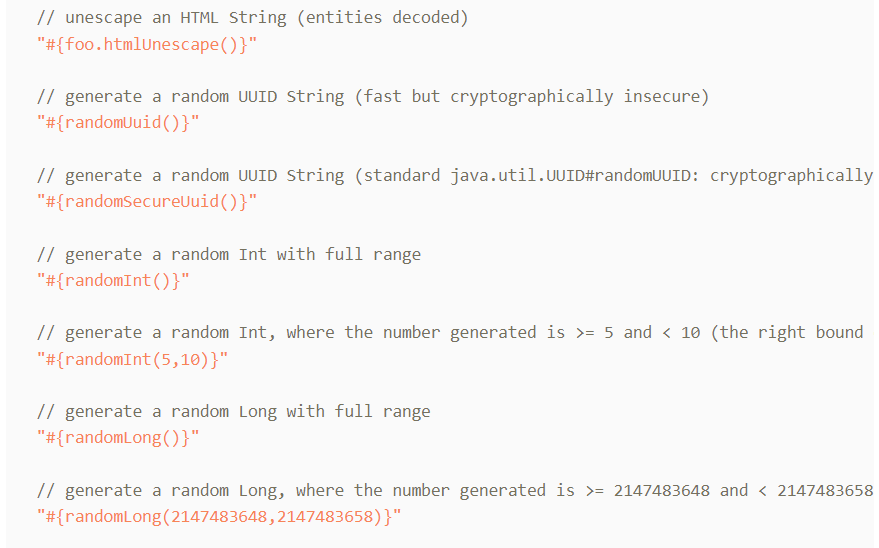 // unescape an HTML String (entities decoded)
"#{foo.htmlUnescape()}"
// generate a random UUID String (fast but cryptographically insecure)
"#{randomUuid()}"
// generate a random UUID String (standard java.util.UUID#randomUUID: cryptographically
"#{randomSecureUuid()}"
// generate a random Int with full range
"#{randomInt()}"
// generate a random Int, where the number generated is >= 5 and < 10 (the right bound
"#{randomInt(5,10)}"
// generate a random Long with full range
"#{randomLong()}"
// generate a random Long, where the number generated is >= 2147483648 and < 2147483658
"#{randomLong(2147483648,2147483658)}"